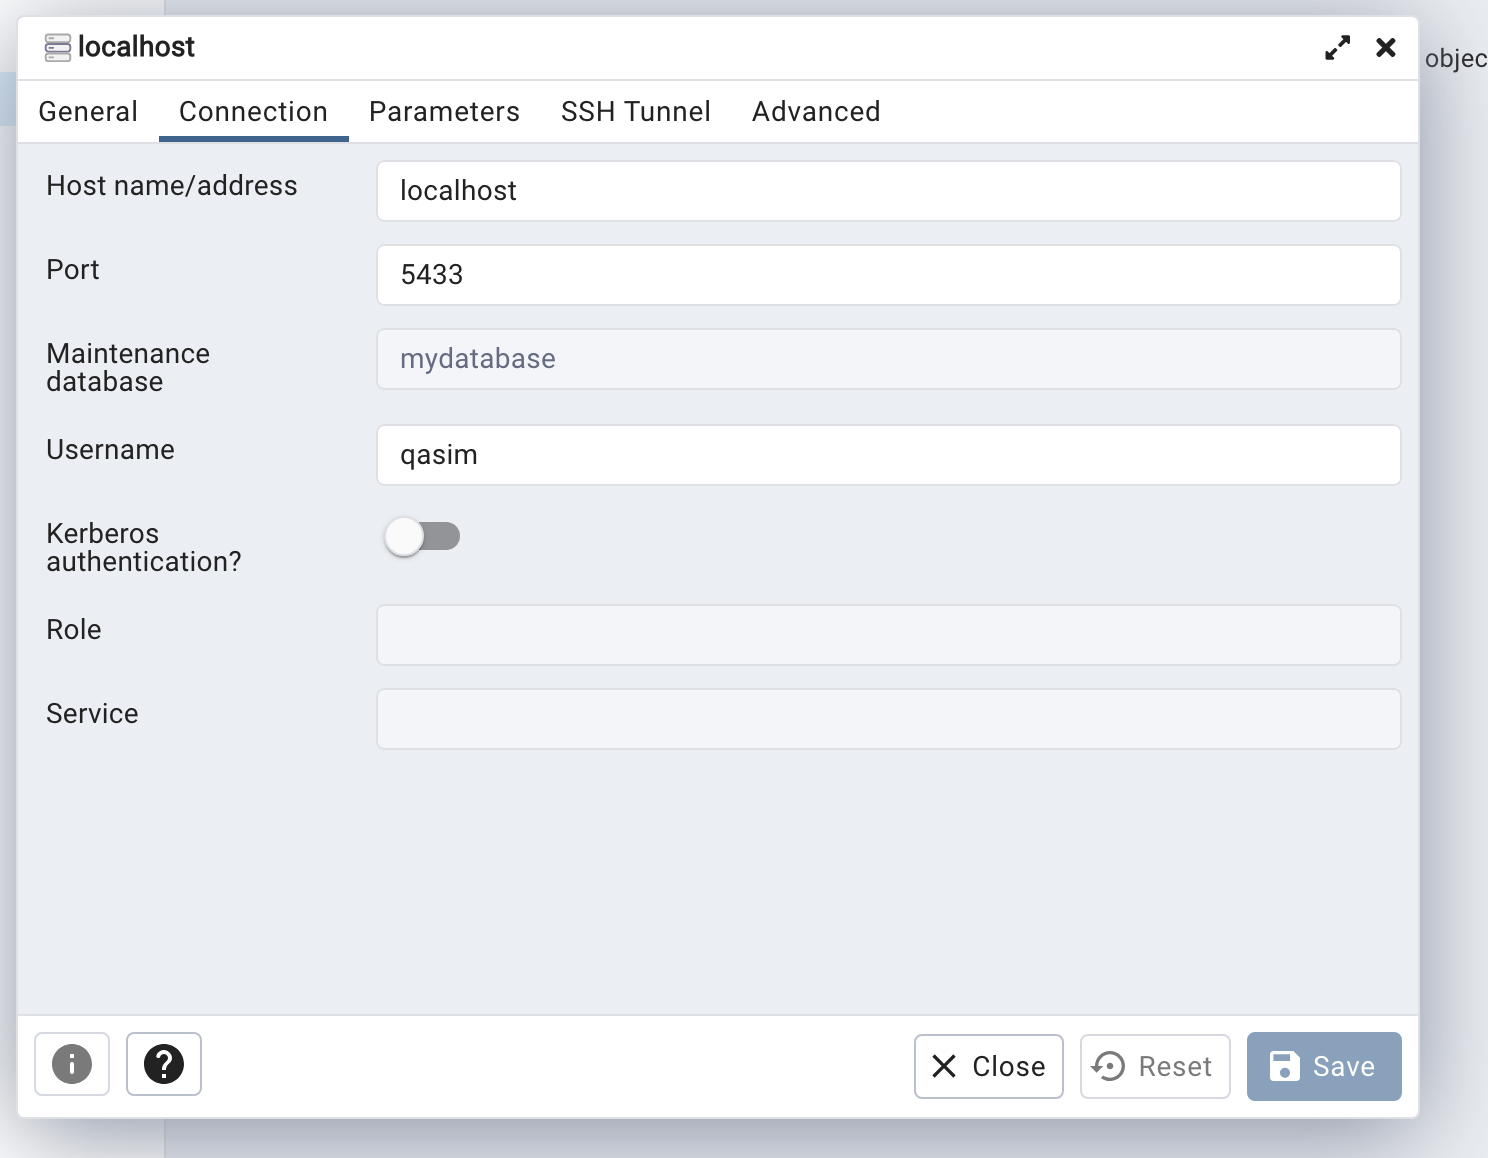 localhost
objec
General Connection Parameters SSH Tunnel Advanced
Host name/address localhost
Port 5433
Maintenance
database
mydatabase
Username qasim
Kerberos
authentication?
Role
Service
Close Reset Save